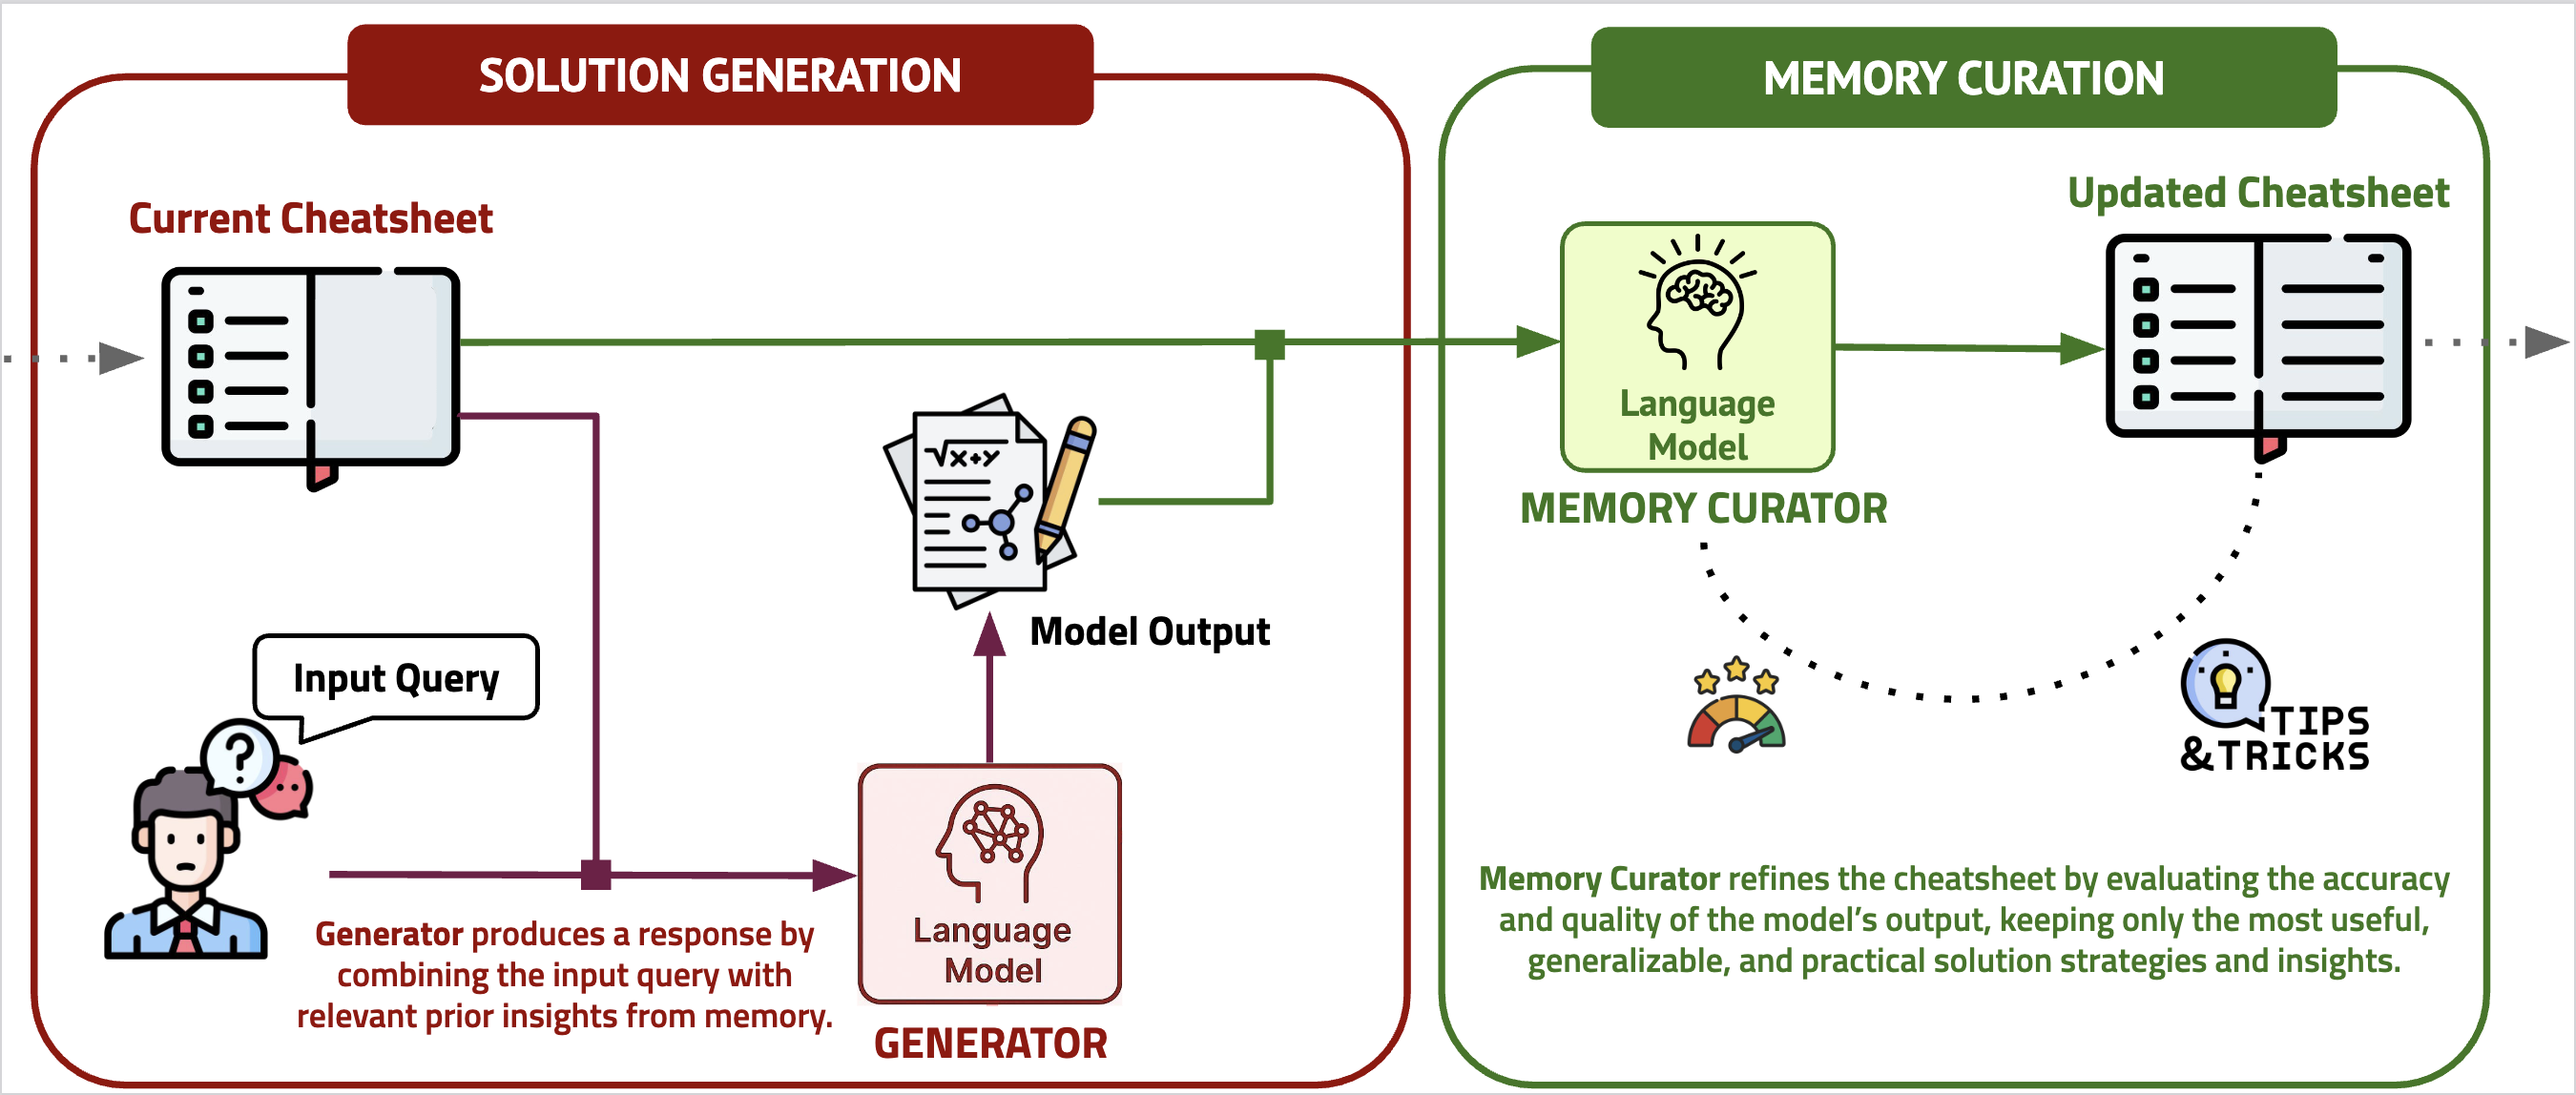 SOLUTION GENERATION
Current Cheatsheet
Input Query
?
Generator produces a response by
combining the input query with
relevant prior insights from memory.
√x+y
Model Output
Language
Model
GENERATOR
MEMORY CURATION
Language
Model
MEMORY CURATOR
Updated Cheatsheet
TIPS
&TRICKS
Memory Curator refines the cheatsheet by evaluating the accuracy
and quality of the model's output, keeping only the most useful,
generalizable, and practical solution strategies and insights.